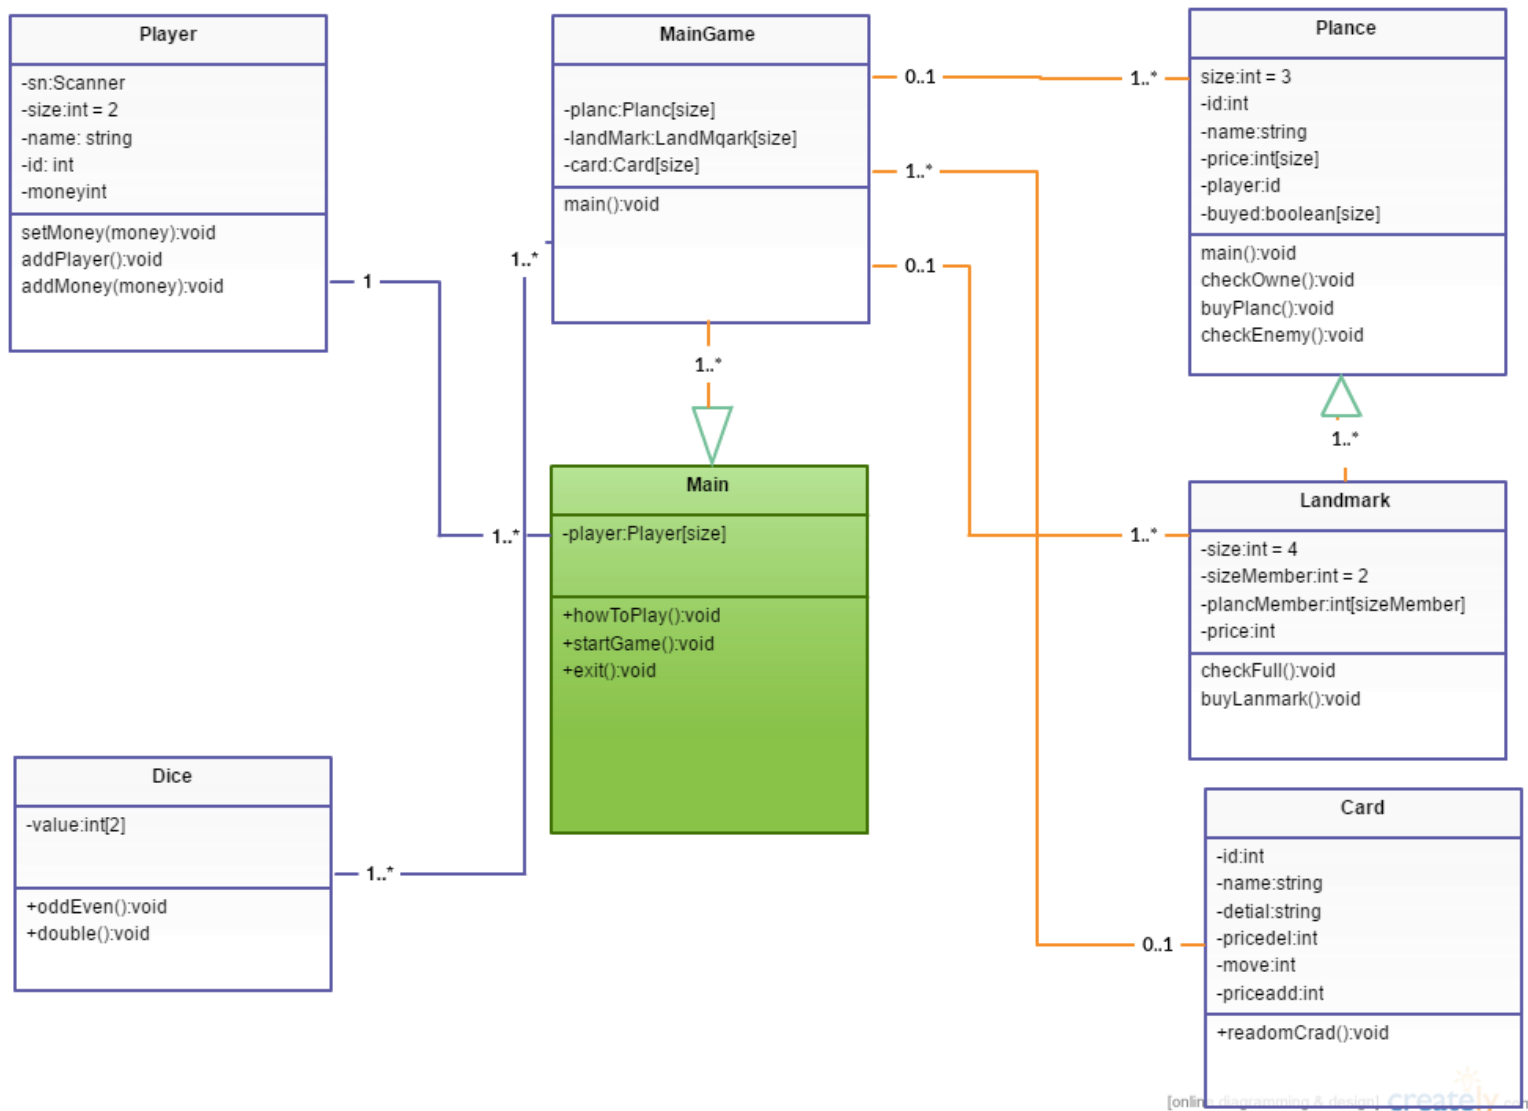 Player
-sn:Scanner
-size:int = 2
-name: string
-id: int
-moneyint
setMoney(money):void
addPlayer():void
addMoney(money):void
1
1..*
MainGame
-planc:Planc[size]
-landMark:LandMqark[size]
-card:Card[size]
main():void
1..*
0..1
1..*
1..*
0..1
1..*
Main
-player:Player[size]
+howToPlay():void
+startGame():void
+exit():void
Plance
size:int = 3
-id:int
-name:string
-price:int[size]
-player:id
-buyed:boolean[size]
main():void
checkOwne():void
buyPlanc():void
checkEnemy():void
1..*
1..*
Landmark
-size:int = 4
-sizeMember:int = 2
-plancMember:int[sizeMember]
-price:int
checkFull():void
buyLanmark():void
Dice
-value:int[2]
+oddEven():void
+double():void
1..*
0..1
Card
-id:int
-name:string
-detial:string
-pricedel:int
-move:int
-priceadd:int
+readomCrad():void
[online diagramming & design] creately.com